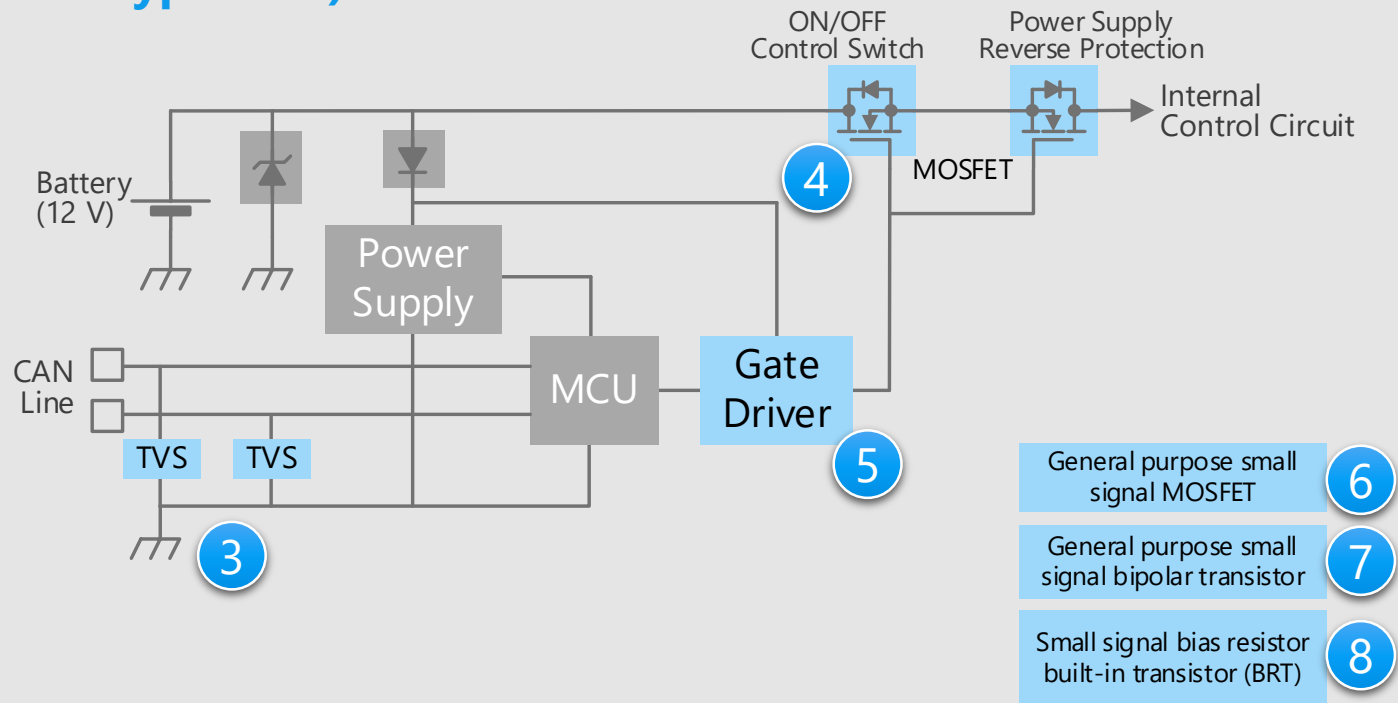 ON/OFF
Control Switch
Power Supply
Reverse Protection
Internal
Control Circuit
Battery
(12 V)
4
MOSFET
Power
Supply
CAN
Line
MCU
Gate
Driver
TVS
TVS
5
3
General purpose small
signal MOSFET
6
General purpose small
signal bipolar transistor
7
Small signal bias resistor
built-in transistor (BRT)
8